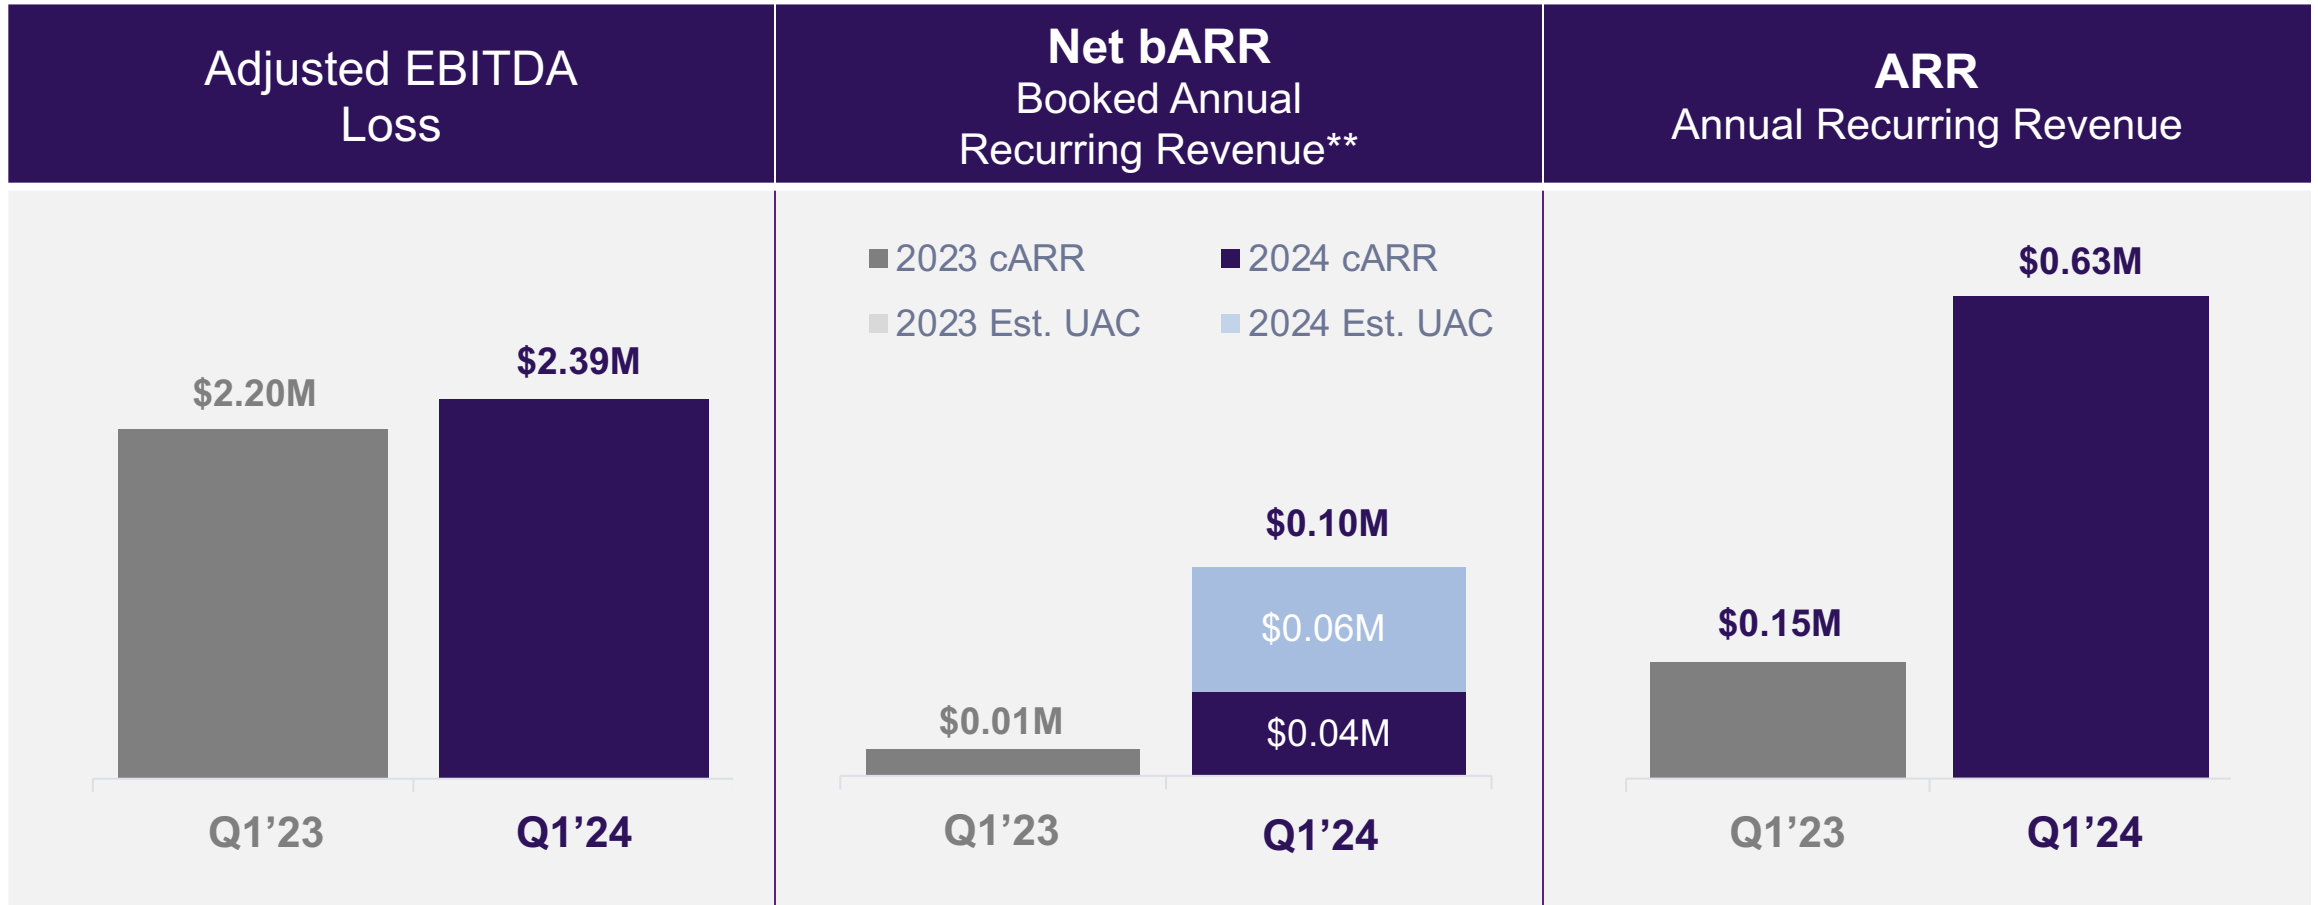 Adjusted EBITDA
Loss
$2.20M
$2.39M
Q1’23
Q1’24
Net bARR
Booked Annual
Recurring Revenue**
2023 cARR
2024 cARR
2023 Est. UAC
2024 Est. UAC
$0.10M
$0.06M
$0.01M
$0.04M
Q1’23
Q1’24
ARR
Annual Recurring Revenue
$0.63M
$0.15M
Q1’23
Q1’24